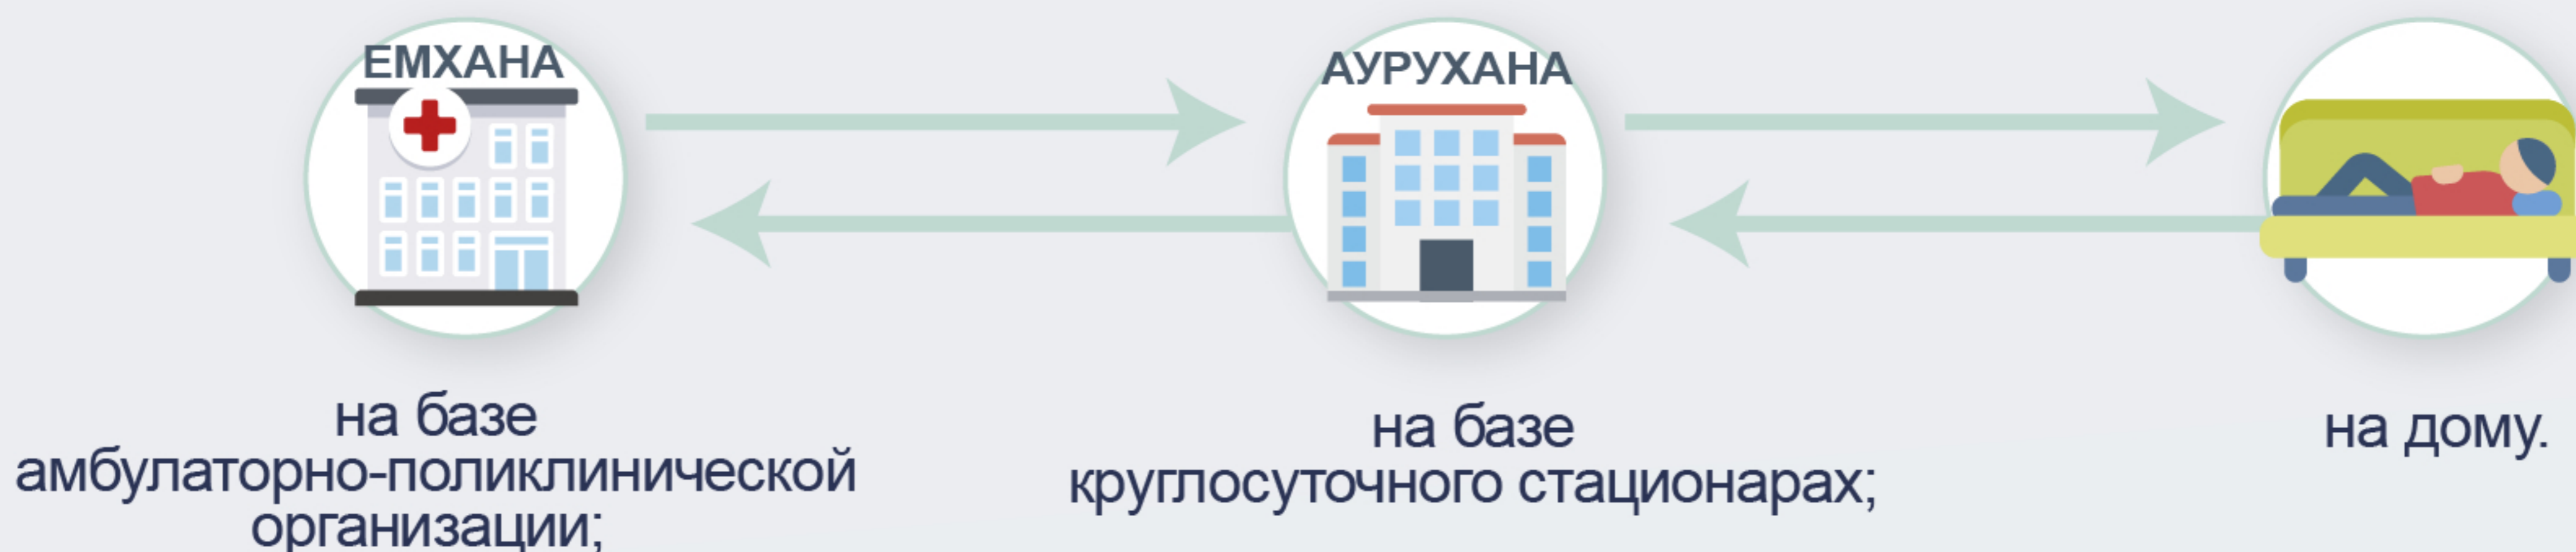 ЕМХАНА
на базе
амбулаторно-поликлинической
организации;
АУРУХАНА
на базе
круглосуточного стационарах;
на дому.